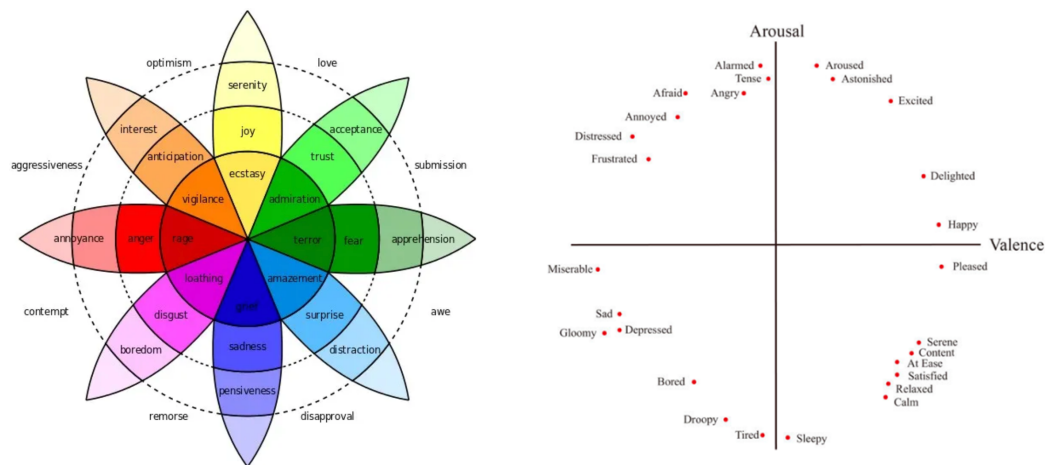 optimism
love
serenity
interest
joy
acceptance
anticipation
trust
aggressiveness
submission
ecstasy
vigilance
admiration
annoyance
anger
rage
terror
fear
apprehension
loathing
amazement
grief
contempt
disgust
surprise
awe
boredom
sadness
distraction
pensiveness
remorse
disapproval
Arousal
Alarmed
Aroused
Tense
Astonished
Afraid
Angry
Excited
Annoyed
Distressed
Frustrated
Delighted
Happy
Valence
Miserable
Pleased
Sad
Gloomy
Depressed
Serene
Content
At Ease
Satisfied
Bored
Relaxed
Calm
Droopy
Tired
Sleepy